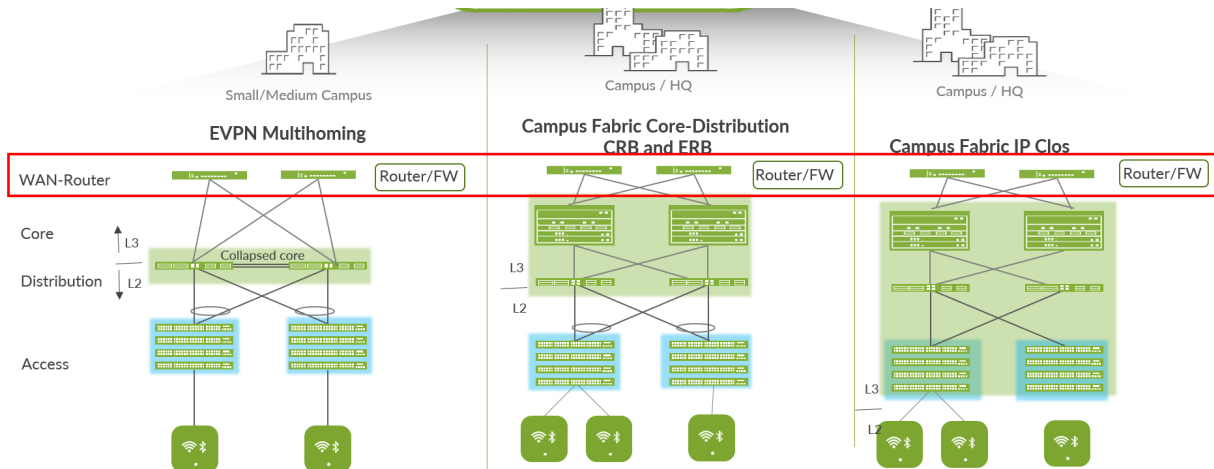 Small/Medium Campus
Campus / HQ
Campus / HQ
EVPN Multihoming
Campus Fabric Core-Distribution
CRB and ERB
Campus Fabric IP Clos
WAN-Router
Router/FW
Router/FW
Router/FW
Core
L3
Collapsed core
Distribution
L2
L3
L2
Access
L3
L2